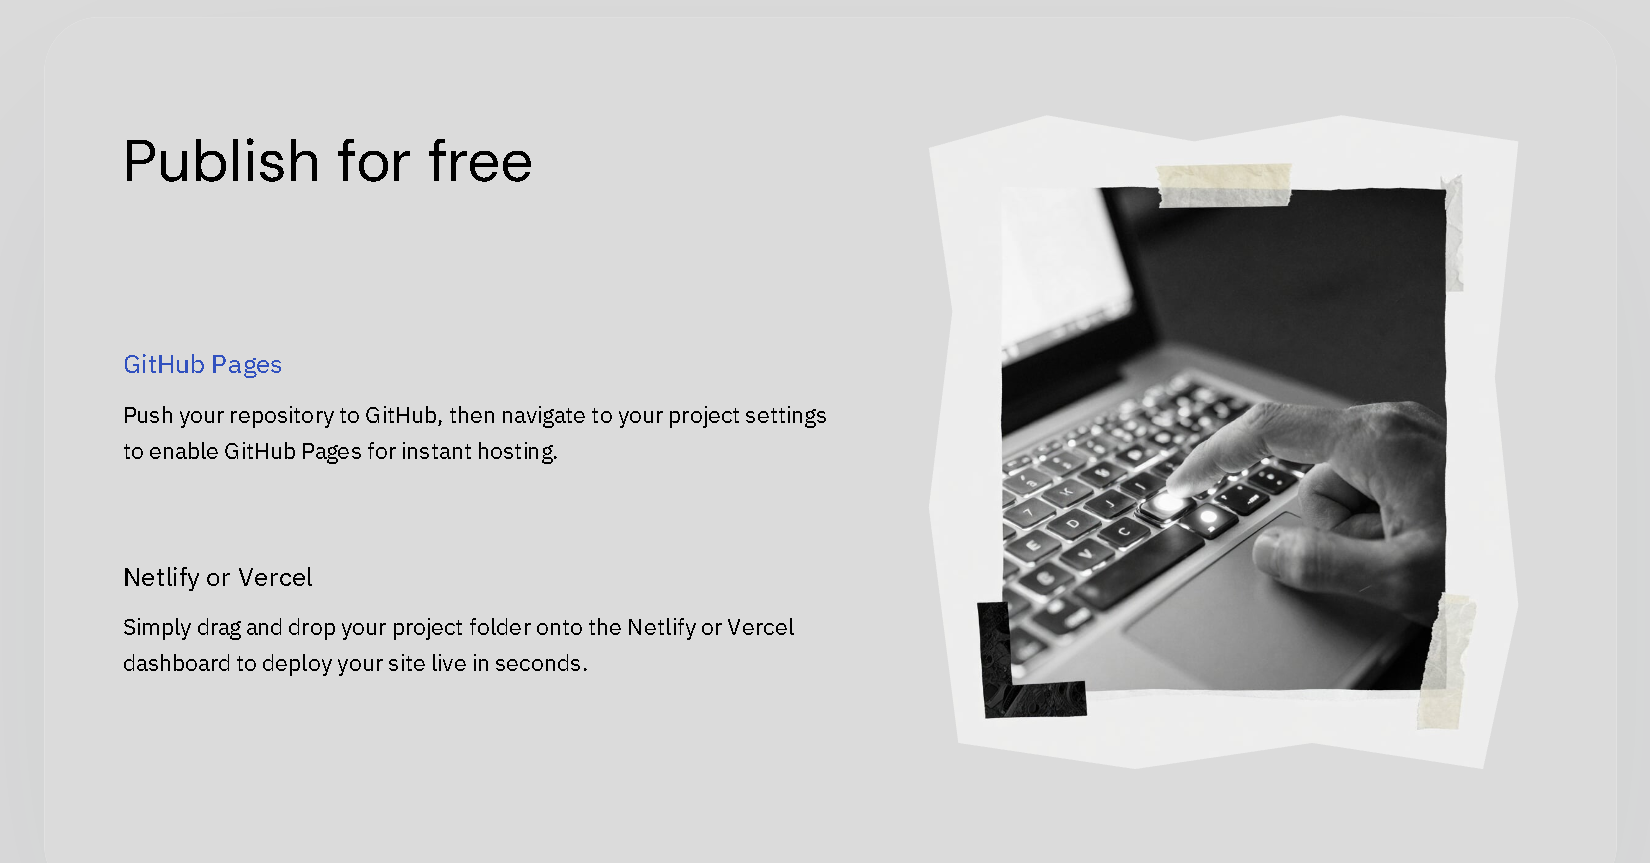 Publish for free
GitHub Pages
Push your repository to GitHub, then navigate to your project settings
to enable GitHub Pages for instant hosting.
Netlify or Vercel
Simply drag and drop your project folder onto the Netlify or Vercel
dashboard to deploy your site live in seconds.